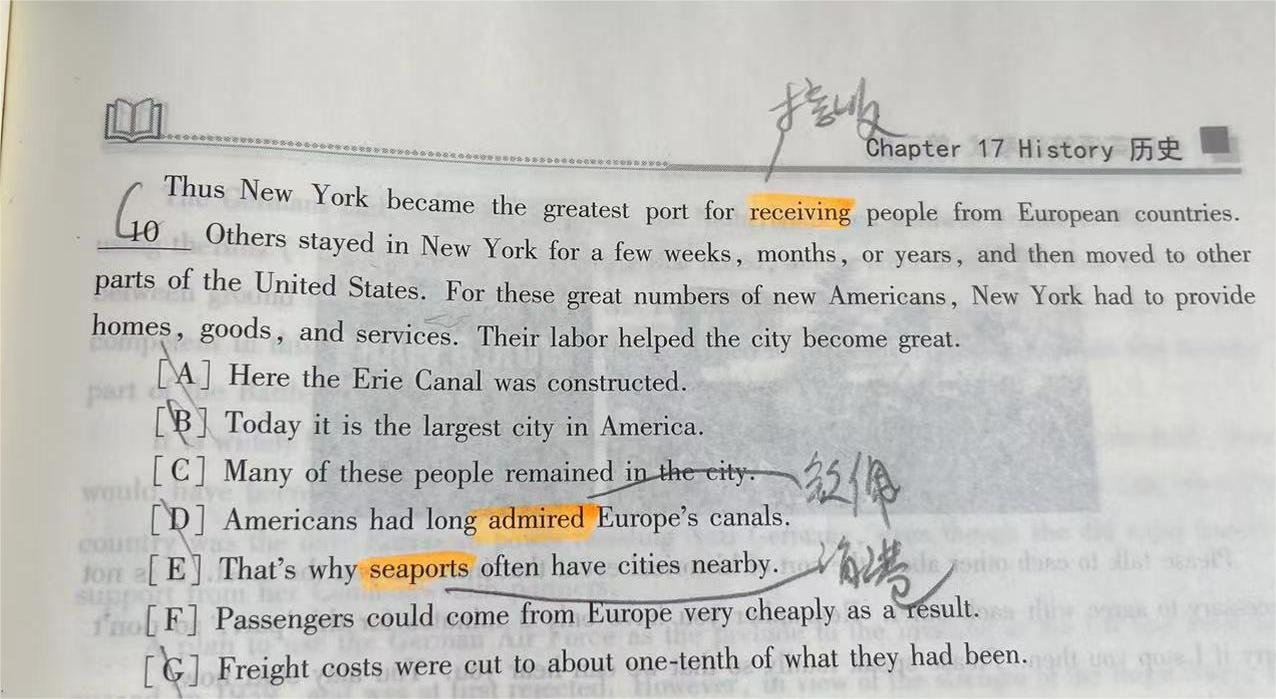 接收
Chapter 17 History 历史
Thus New York became the greatest port for receiving people from European countries.
C
10 Others stayed in New York for a few weeks, months, or years, and then moved to other
parts of the United States. For these great numbers of new Americans, New York had to provide
homes, goods, and services. Their labor helped the city become great.
[A] Here the Erie Canal was constructed.
[B] Today it is the largest city in America.
[C] Many of these people remained in the city.
[D] Americans had long admired Europe's canals.
钦佩
[E] That's why seaports often have cities nearby.
海港
[F] Passengers could come from Europe very cheaply as a result.
[G] Freight costs were cut to about one-tenth of what they had been.